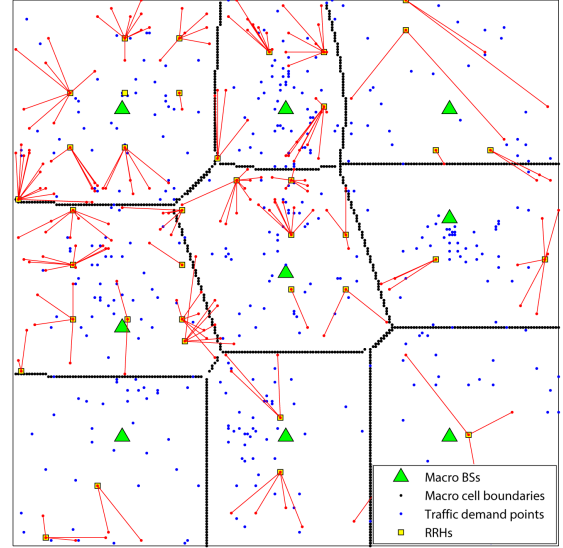 Macro BSs
Macro cell boundaries
Traffic demand points
RRHs